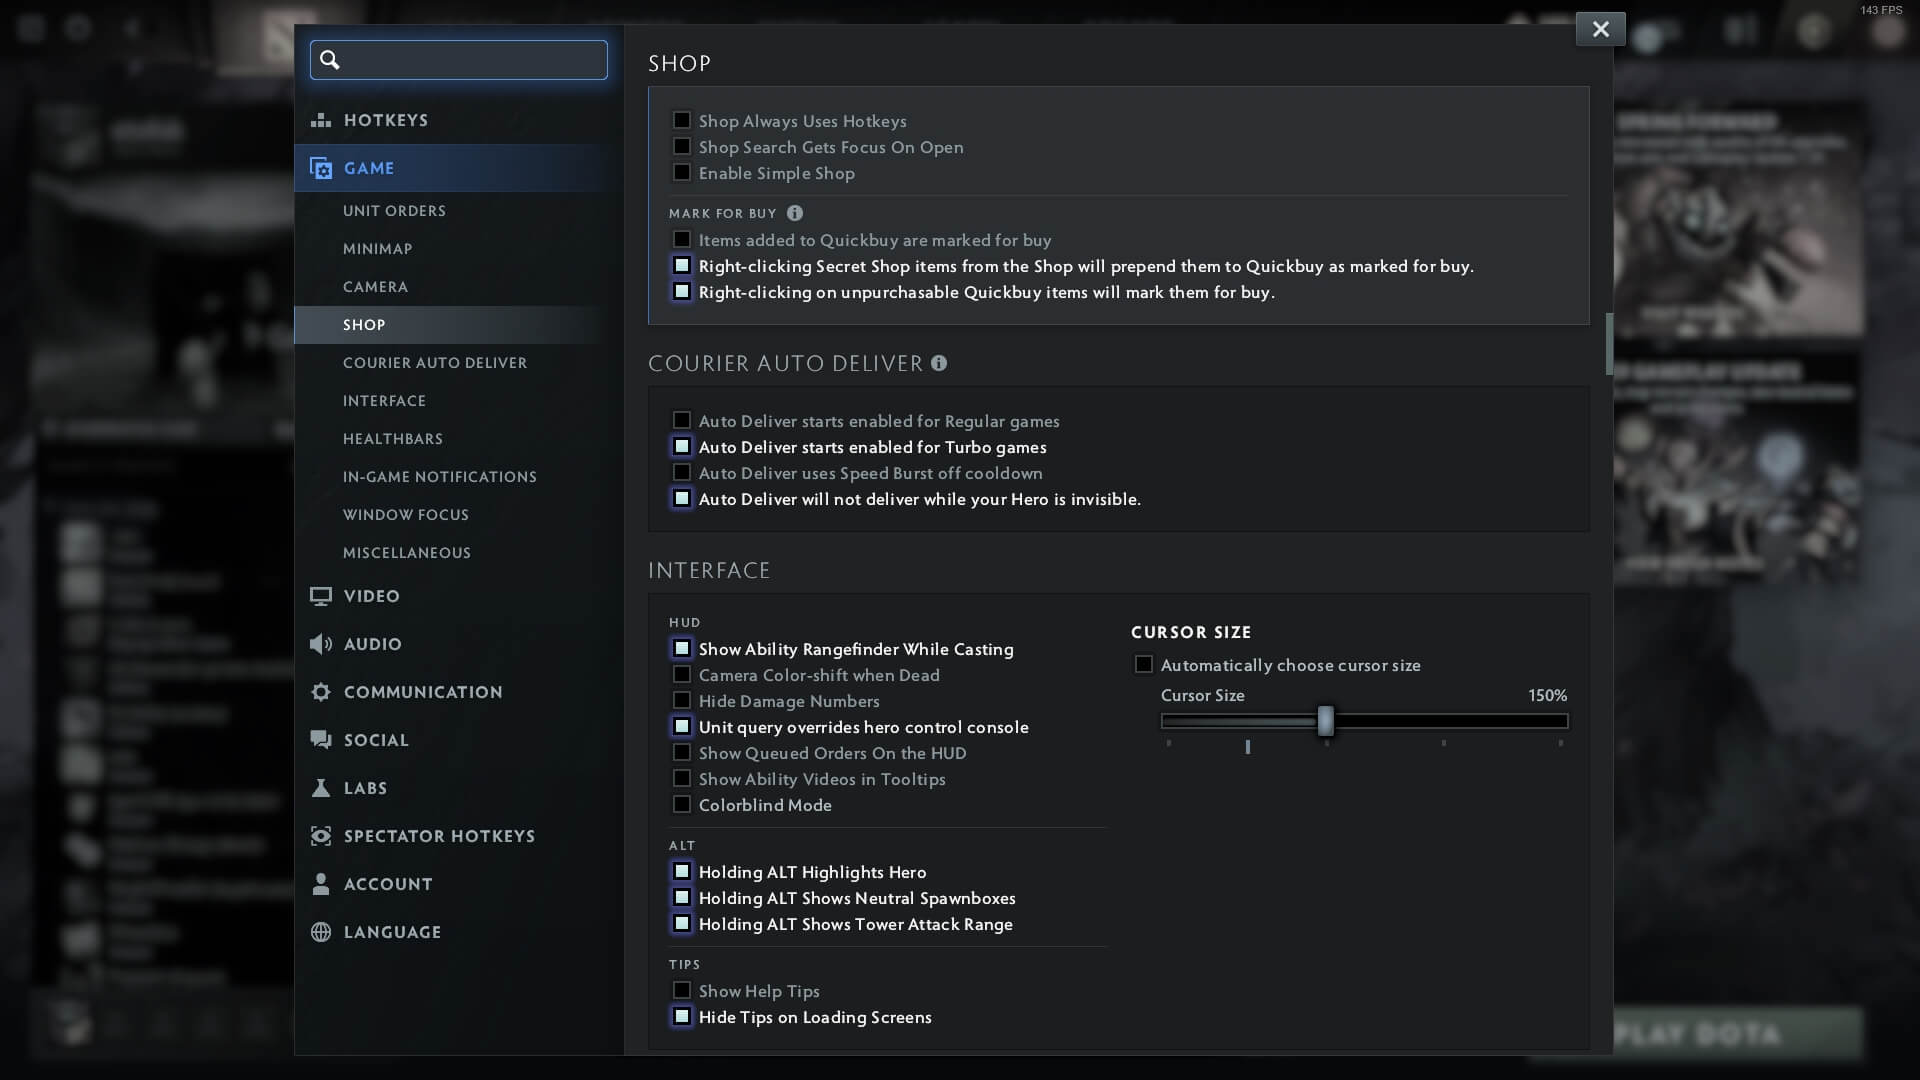 143 FPS
HOTKEYS
GAME
UNIT ORDERS
MINIMAP
CAMERA
SHOP
COURIER AUTO DELIVER
INTERFACE
HEALTHBARS
IN-GAME NOTIFICATIONS
WINDOW FOCUS
MISCELLANEOUS
VIDEO
AUDIO
COMMUNICATION
SOCIAL
LABS
SPECTATOR HOTKEYS
ACCOUNT
LANGUAGE
SHOP
Shop Always Uses Hotkeys
Shop Search Gets Focus On Open
Enable Simple Shop
MARK FOR BUY
Items added to Quickbuy are marked for buy
Right-clicking Secret Shop items from the Shop will prepend them to Quickbuy as marked for buy.
Right-clicking on unpurchasable Quickbuy items will mark them for buy.
COURIER AUTO DELIVER
Auto Deliver starts enabled for Regular games
Auto Deliver starts enabled for Turbo games
Auto Deliver uses Speed Burst off cooldown
Auto Deliver will not deliver while your Hero is invisible.
INTERFACE
HUD
Show Ability Rangefinder While Casting
Camera Color-shift when Dead
Hide Damage Numbers
Unit query overrides hero control console
Show Queued Orders On the HUD
Show Ability Videos in Tooltips
Colorblind Mode
ALT
Holding ALT Highlights Hero
Holding ALT Shows Neutral Spawnboxes
Holding ALT Shows Tower Attack Range
TIPS
Show Help Tips
Hide Tips on Loading Screens
CURSOR SIZE
Automatically choose cursor size
Cursor Size 150%
PLAY DOTA